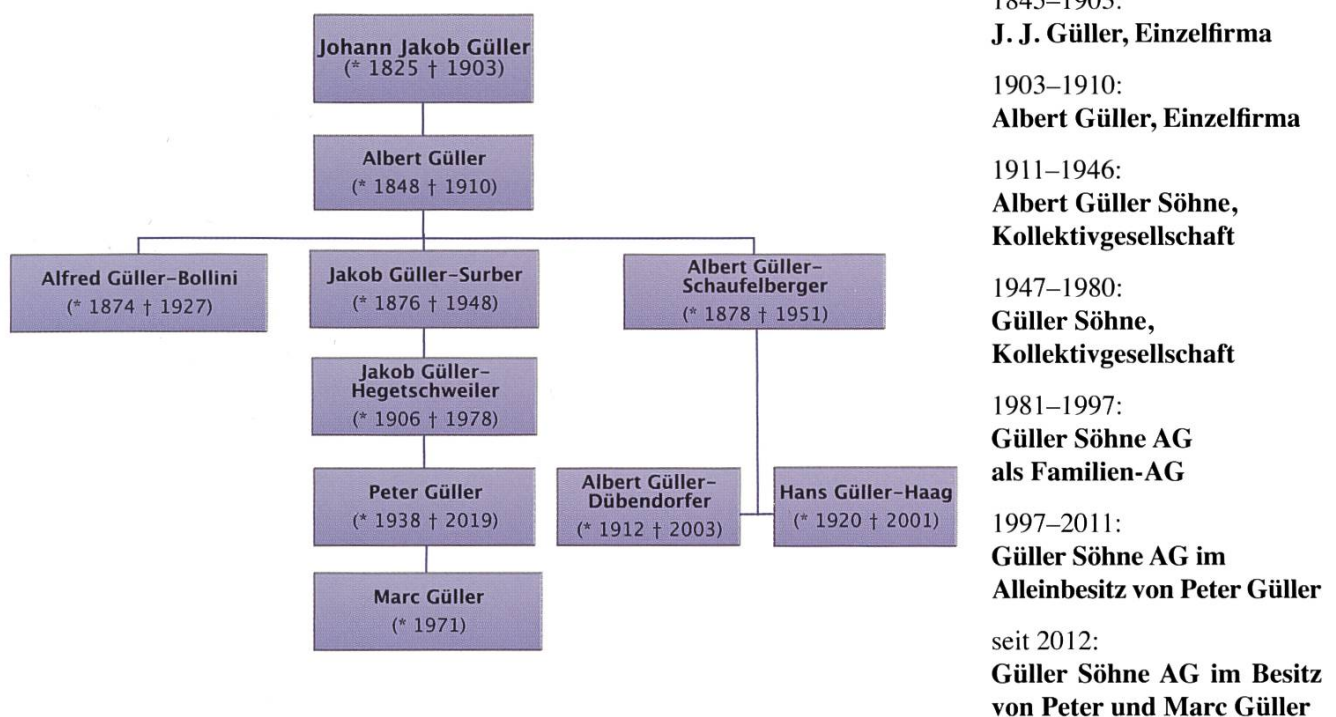 Johann Jakob Güller
(* 1825 † 1903)
Albert Güller
(* 1848 † 1910)
Alfred Güller–Bollini
(* 1874 † 1927)
Jakob Güller–Surber
(* 1876 † 1948)
Albert Güller–
Schaufelberger
(* 1878 † 1951)
Jakob Güller–
Hegetschweiler
(* 1906 † 1978)
Peter Güller
(* 1938 † 2019)
Albert Güller–
Dübendorfer
(* 1912 † 2003)
Hans Güller–Haag
(* 1920 † 2001)
Marc Güller
(* 1971)
1845–1903:
J. J. Güller, Einzelfirma
1903–1910:
Albert Güller, Einzelfirma
1911–1946:
Albert Güller Söhne,
Kollektivgesellschaft
1947–1980:
Güller Söhne,
Kollektivgesellschaft
1981–1997:
Güller Söhne AG
als Familien-AG
1997–2011:
Güller Söhne AG im
Alleinbesitz von Peter Güller
seit 2012:
Güller Söhne AG im Besitz
von Peter und Marc Güller